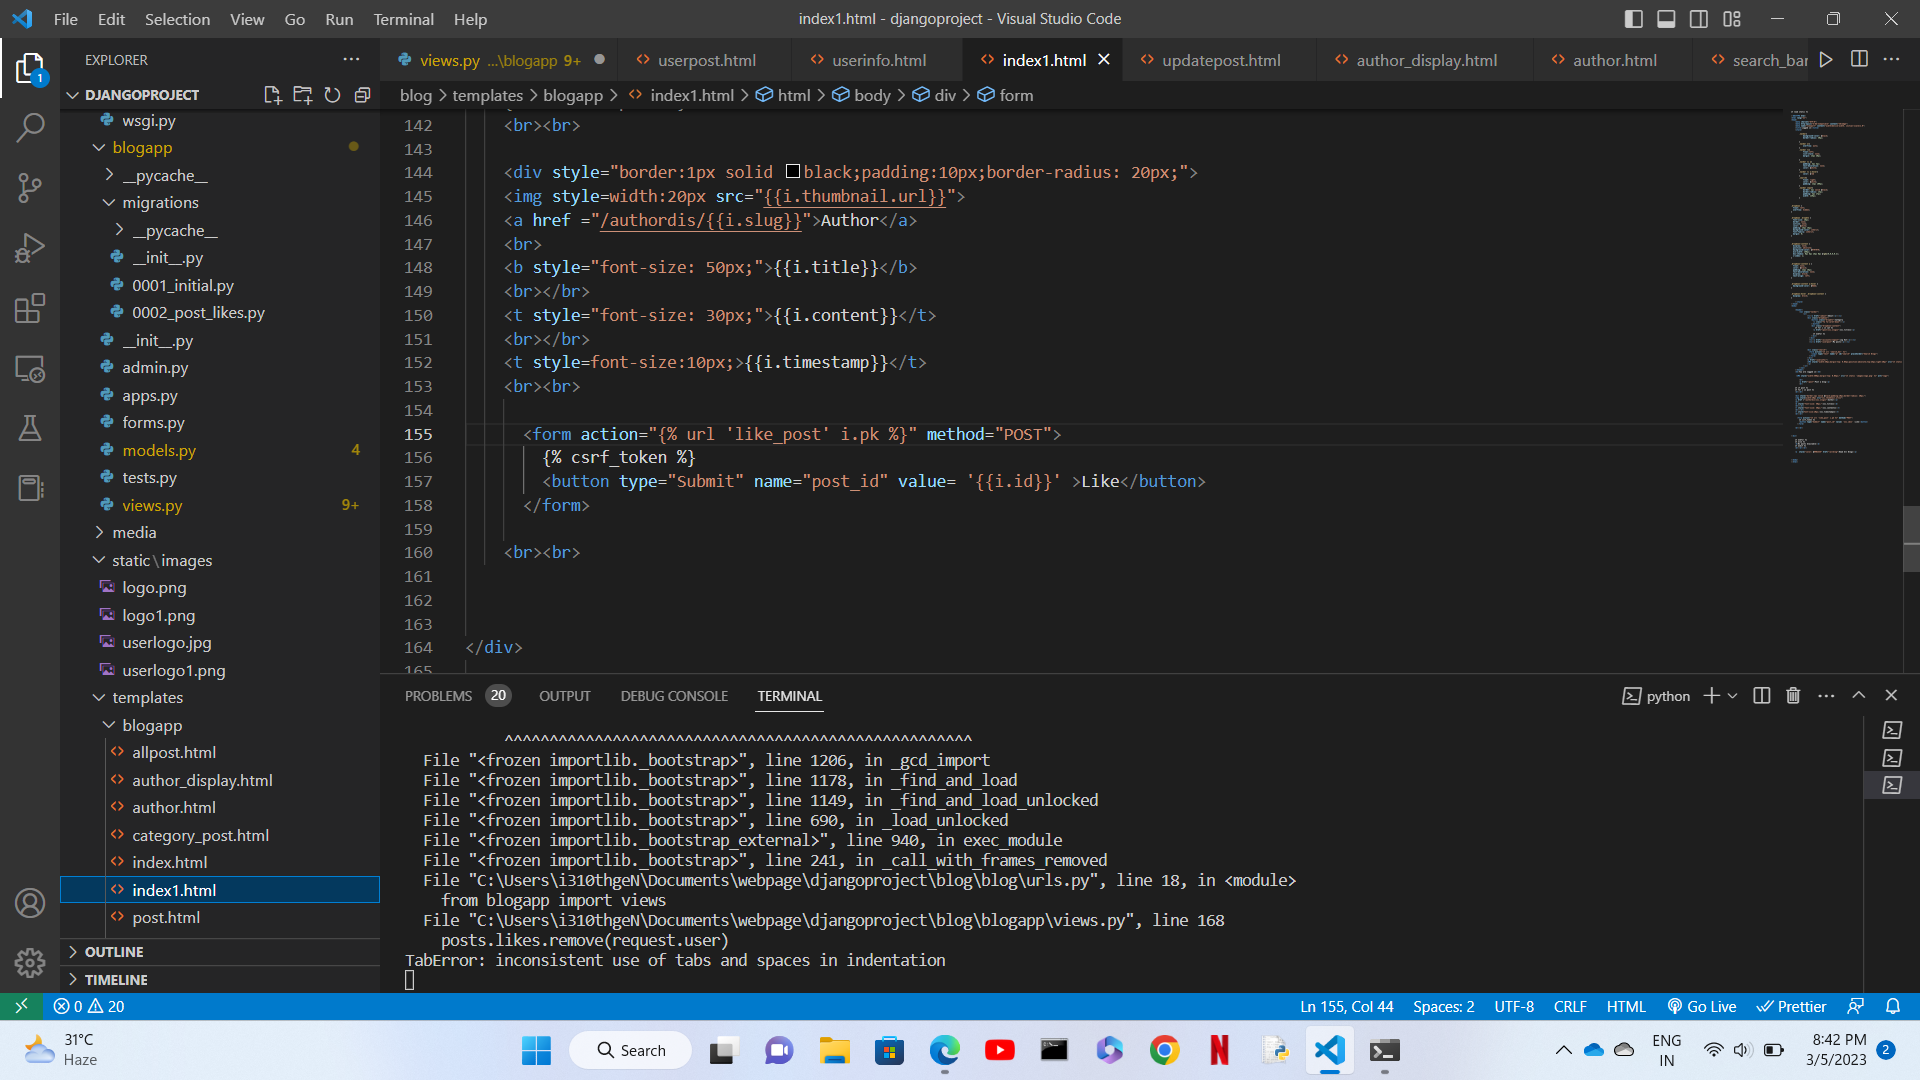 File Edit Selection View Go Run Terminal Help
index1.html - djangoproject - Visual Studio Code
EXPLORER
DJANGOPROJECT
wsgi.py
blogapp
__pycache__
migrations
__pycache__
__init__.py
0001_initial.py
0002_post_likes.py
__init__.py
admin.py
apps.py
forms.py
models.py 4
tests.py
views.py 9+
media
static\images
logo.png
logo1.png
userlogo.jpg
userlogo1.png
templates
blogapp
allpost.html
author_display.html
author.html
category_post.html
index.html
index1.html
post.html
OUTLINE
TIMELINE
1
views.py ...\blogapp 9+ userpost.html userinfo.html index1.html updatepost.html author_display.html author.html search_bar
blog > templates > blogapp > index1.html > html > body > div > form
142 <br><br>
143
144 <div style="border:1px solid black;padding:10px;border-radius: 20px;">
145 <img style=width:20px src="{{i.thumbnail.url}}">
146 <a href ="/authordis/{{i.slug}}">Author</a>
147 <br>
148 <b style="font-size: 50px;">{{i.title}}</b>
149 <br></br>
150 <t style="font-size: 30px;">{{i.content}}</t>
151 <br></br>
152 <t style=font-size:10px;>{{i.timestamp}}</t>
153 <br><br>
154
155 <form action="{% url 'like_post' i.pk %}" method="POST">
156 {% csrf_token %}
157 <button type="Submit" name="post_id" value= '{{i.id}}' >Like</button>
158 </form>
159
160 <br><br>
161
162
163
164 </div>
165
PROBLEMS 20 OUTPUT DEBUG CONSOLE TERMINAL
python
^^^^^^^^^^^^^^^^^^^^^^^^^^^^^^^^^^^^^^^^^^^^^^^^^^^^
File "<frozen importlib._bootstrap>", line 1206, in _gcd_import
File "<frozen importlib._bootstrap>", line 1178, in _find_and_load
File "<frozen importlib._bootstrap>", line 1149, in _find_and_load_unlocked
File "<frozen importlib._bootstrap>", line 690, in _load_unlocked
File "<frozen importlib._bootstrap_external>", line 940, in exec_module
File "<frozen importlib._bootstrap>", line 241, in _call_with_frames_removed
File "C:\Users\i310thgeN\Documents\webpage\djangoproject\blog\blog\urls.py", line 18, in <module>
from blogapp import views
File "C:\Users\i310thgeN\Documents\webpage\djangoproject\blog\blogapp\views.py", line 168
posts.likes.remove(request.user)
TabError: inconsistent use of tabs and spaces in indentation
0 20
Ln 155, Col 44 Spaces: 2 UTF-8 CRLF HTML Go Live Prettier
31°C
Haze
Search
ENG
IN
8:42 PM
3/5/2023
2